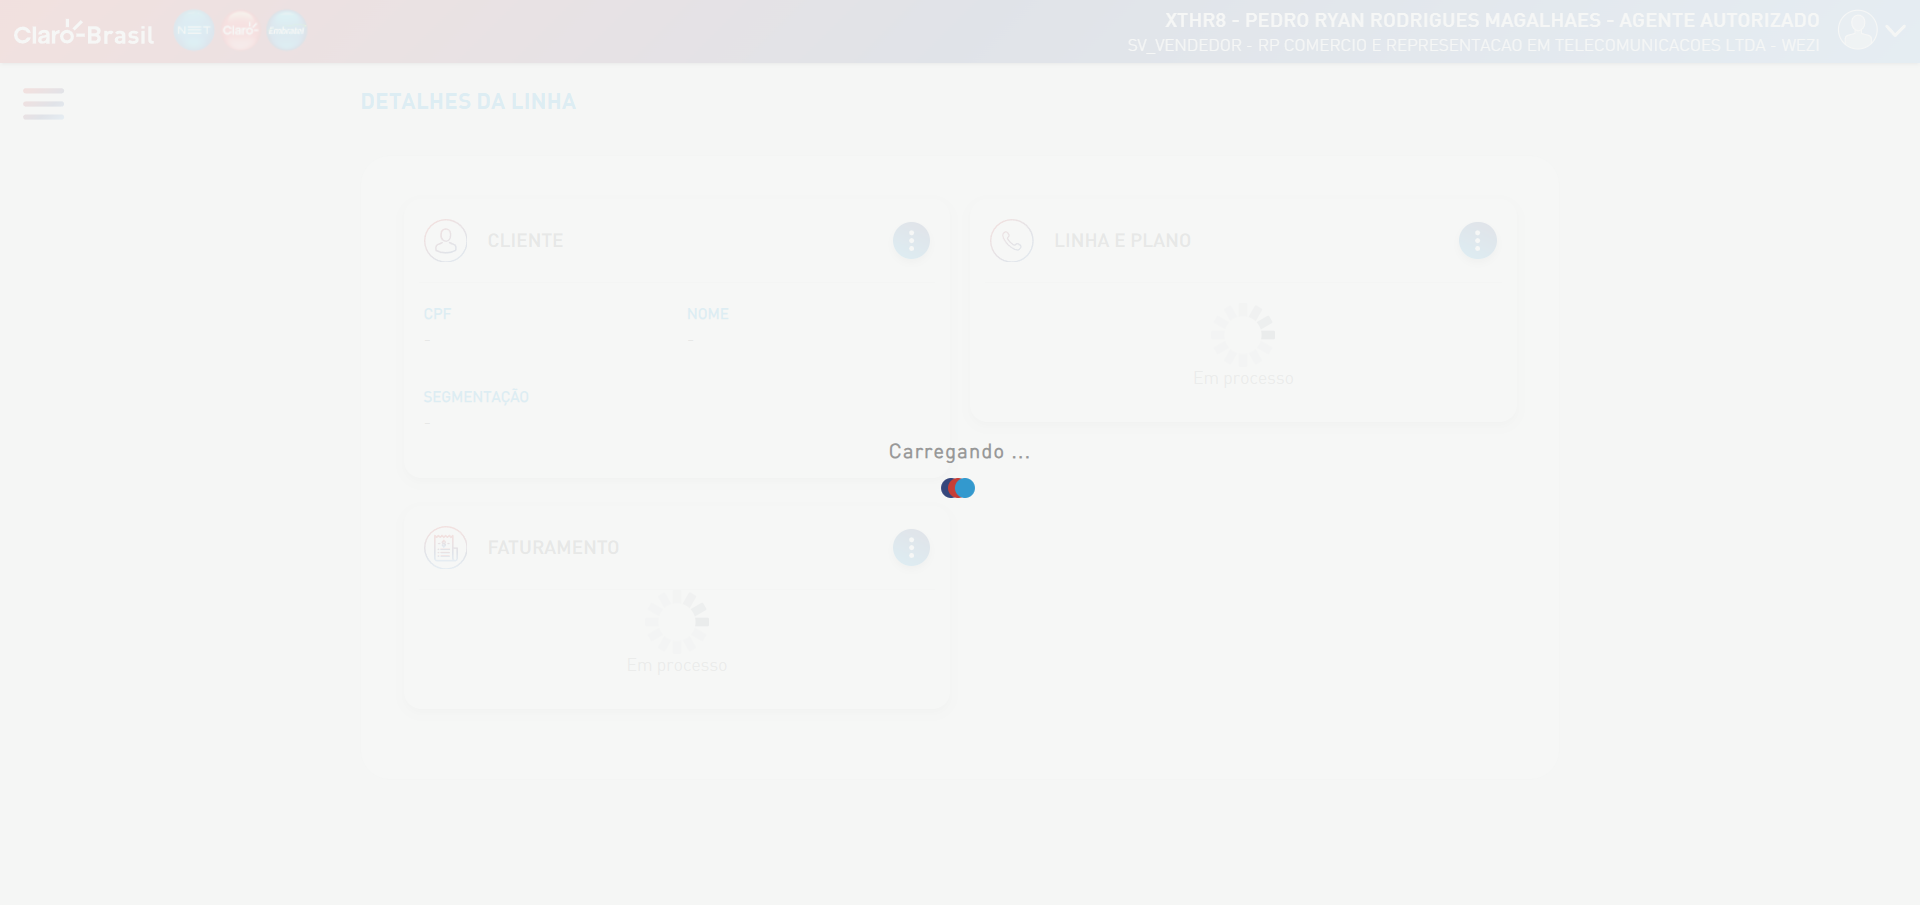 Claro Brasil
NET
Claro
Embratel
XTHR8 - PEDRO RYAN RODRIGUES MAGALHAES - AGENTE AUTORIZADO
SV_VENDEDOR - RP COMERCIO E REPRESENTACAO EM TELECOMUNICACOES LTDA - WEZI
DETALHES DA LINHA
CLIENTE
LINHA E PLANO
CPF
NOME
-
-
Em processo
SEGMENTAÇÃO
-
Carregando ...
FATURAMENTO
Em processo